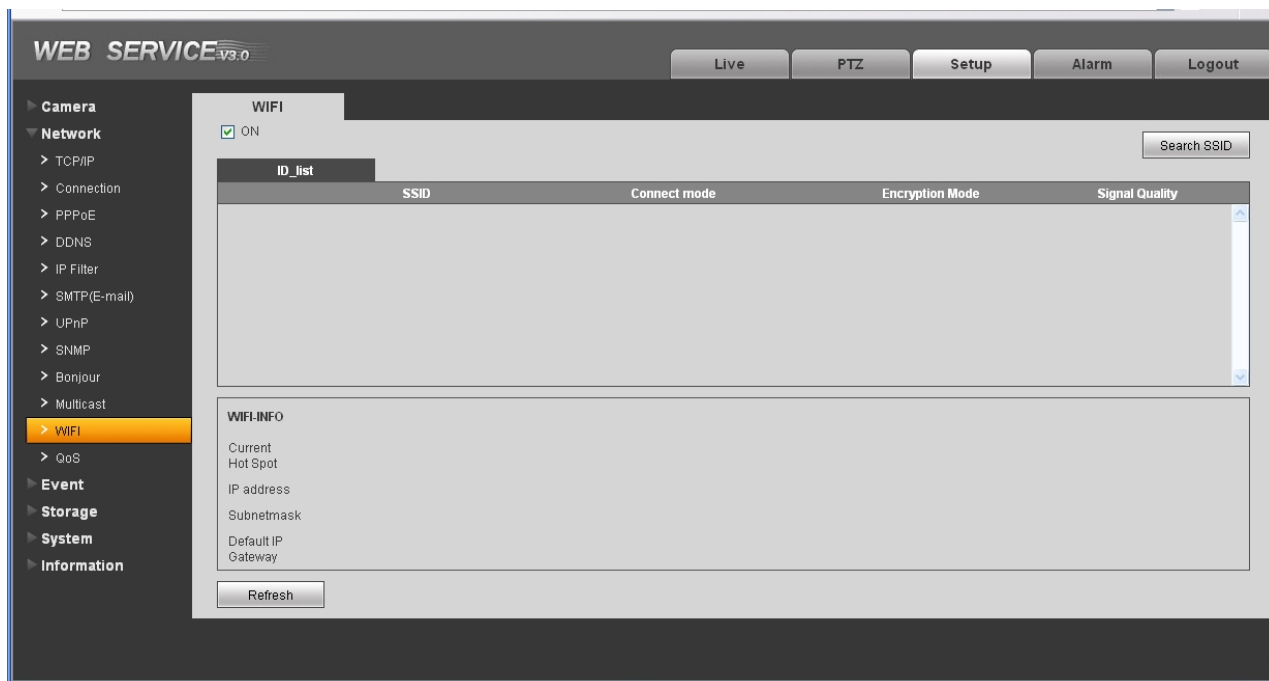 WEB SERVICE V3.0
Live
PTZ
Setup
Alarm
Logout
Camera
Network
TCP/IP
Connection
PPPoE
DDNS
IP Filter
SMTP(E-mail)
UPnP
SNMP
Bonjour
Multicast
WIFI
QoS
Event
Storage
System
Information
WIFI
ON
Search SSID
ID_list
SSID Connect mode Encryption Mode Signal Quality
WIFI-INFO
Current
Hot Spot
IP address
Subnetmask
Default IP
Gateway
Refresh